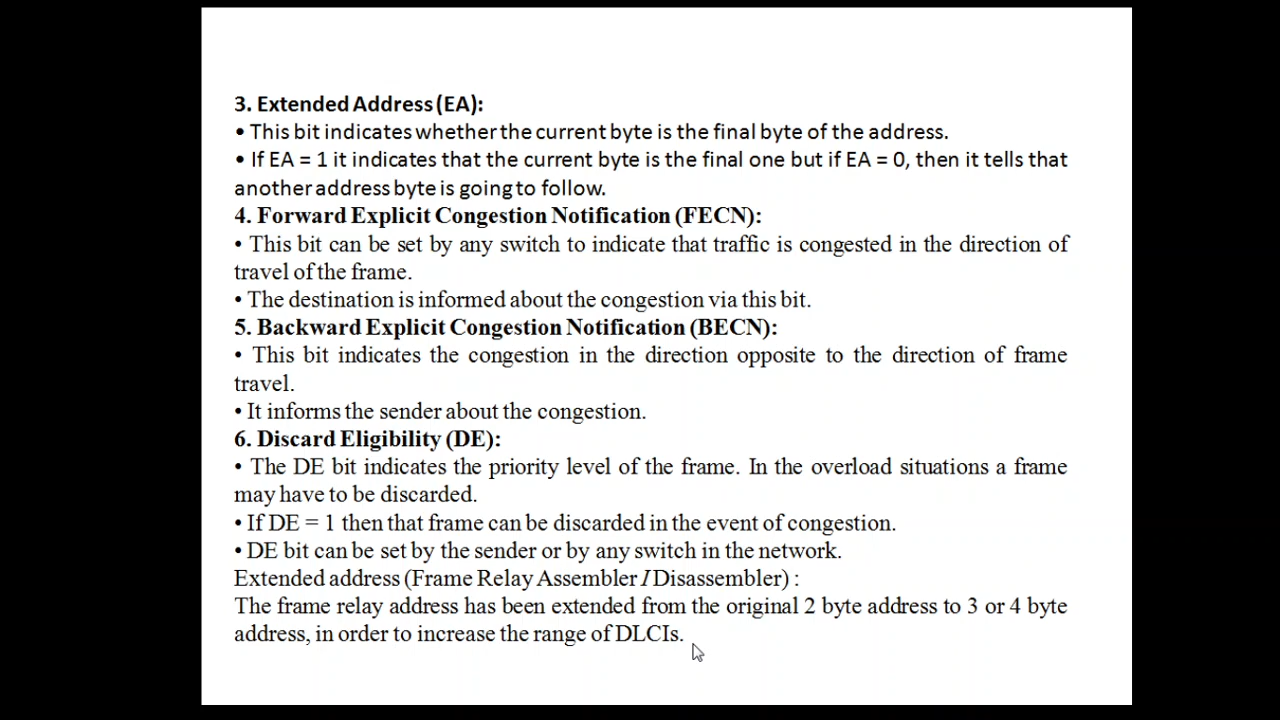 3. Extended Address (EA):
• This bit indicates whether the current byte is the final byte of the address.
• If EA = 1 it indicates that the current byte is the final one but if EA = 0, then it tells that
another address byte is going to follow.
4. Forward Explicit Congestion Notification (FECN):
• This bit can be set by any switch to indicate that traffic is congested in the direction of
travel of the frame.
• The destination is informed about the congestion via this bit.
5. Backward Explicit Congestion Notification (BECN):
• This bit indicates the congestion in the direction opposite to the direction of frame
travel.
• It informs the sender about the congestion.
6. Discard Eligibility (DE):
• The DE bit indicates the priority level of the frame. In the overload situations a frame
may have to be discarded.
• If DE = 1 then that frame can be discarded in the event of congestion.
• DE bit can be set by the sender or by any switch in the network.
Extended address (Frame Relay Assembler / Disassembler) :
The frame relay address has been extended from the original 2 byte address to 3 or 4 byte
address, in order to increase the range of DLCIs.